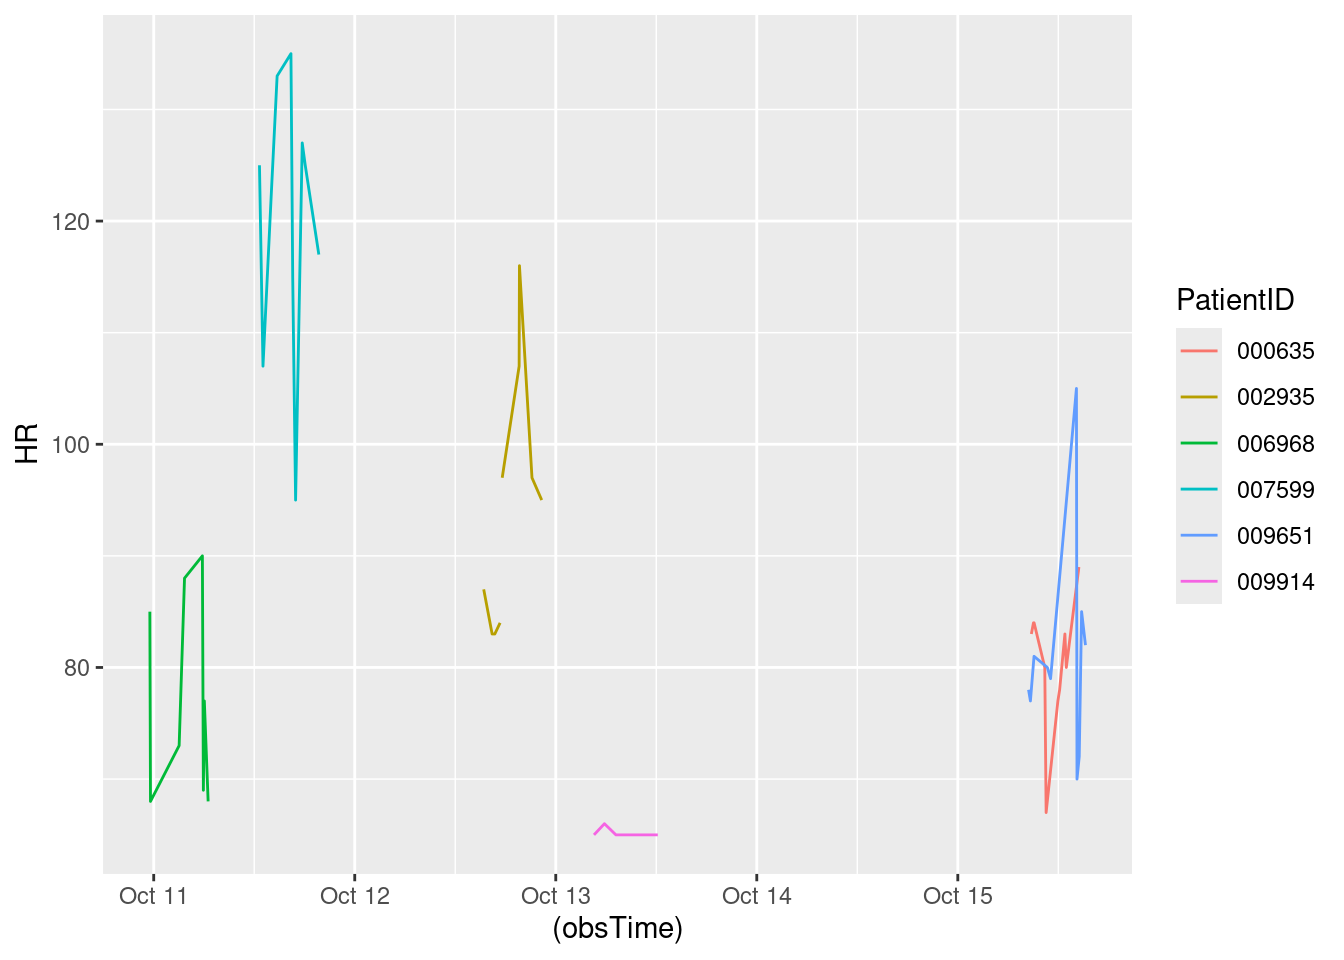 HR
120
100
80
Oct 11
Oct 12
Oct 13
Oct 14
Oct 15
(obsTime)
PatientID
000635
002935
006968
007599
009651
009914